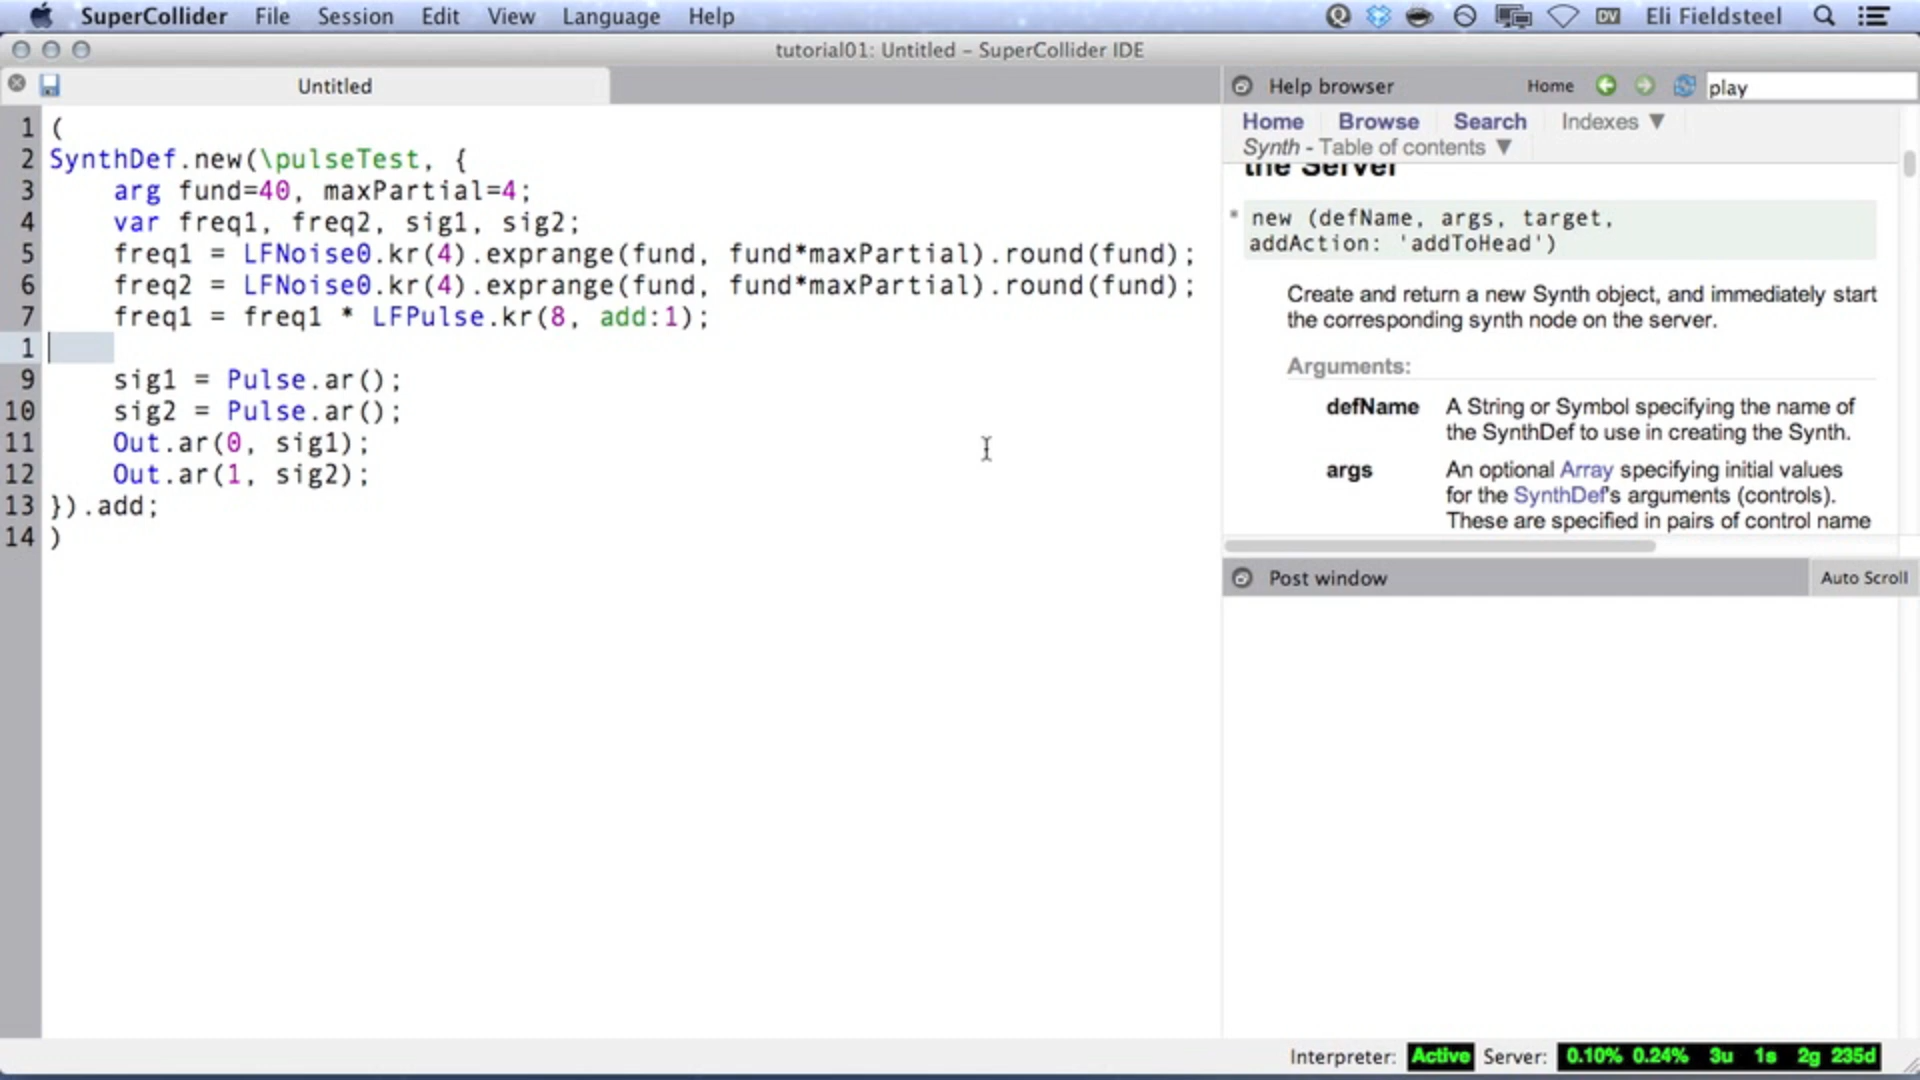 SuperCollider File Session Edit View Language Help
DV Eli Fieldsteel
tutorial01: Untitled – SuperCollider IDE
Untitled
1 (
2 SynthDef.new(\pulseTest, {
3 arg fund=40, maxPartial=4;
4 var freq1, freq2, sig1, sig2;
5 freq1 = LFNoise0.kr(4).exprange(fund, fund*maxPartial).round(fund);
6 freq2 = LFNoise0.kr(4).exprange(fund, fund*maxPartial).round(fund);
7 freq1 = freq1 * LFPulse.kr(8, add:1);
1
9 sig1 = Pulse.ar();
10 sig2 = Pulse.ar();
11 Out.ar(0, sig1);
12 Out.ar(1, sig2);
13 }).add;
14 )
Help browser Home play
Home Browse Search Indexes ▼
Synth - Table of contents ▼
the Server
* new (defName, args, target,
addAction: 'addToHead')
Create and return a new Synth object, and immediately start
the corresponding synth node on the server.
Arguments:
defName A String or Symbol specifying the name of
the SynthDef to use in creating the Synth.
args An optional Array specifying initial values
for the SynthDef's arguments (controls).
These are specified in pairs of control name
Post window Auto Scroll
Interpreter: Active Server: 0.10% 0.24% 3u 1s 2g 235d